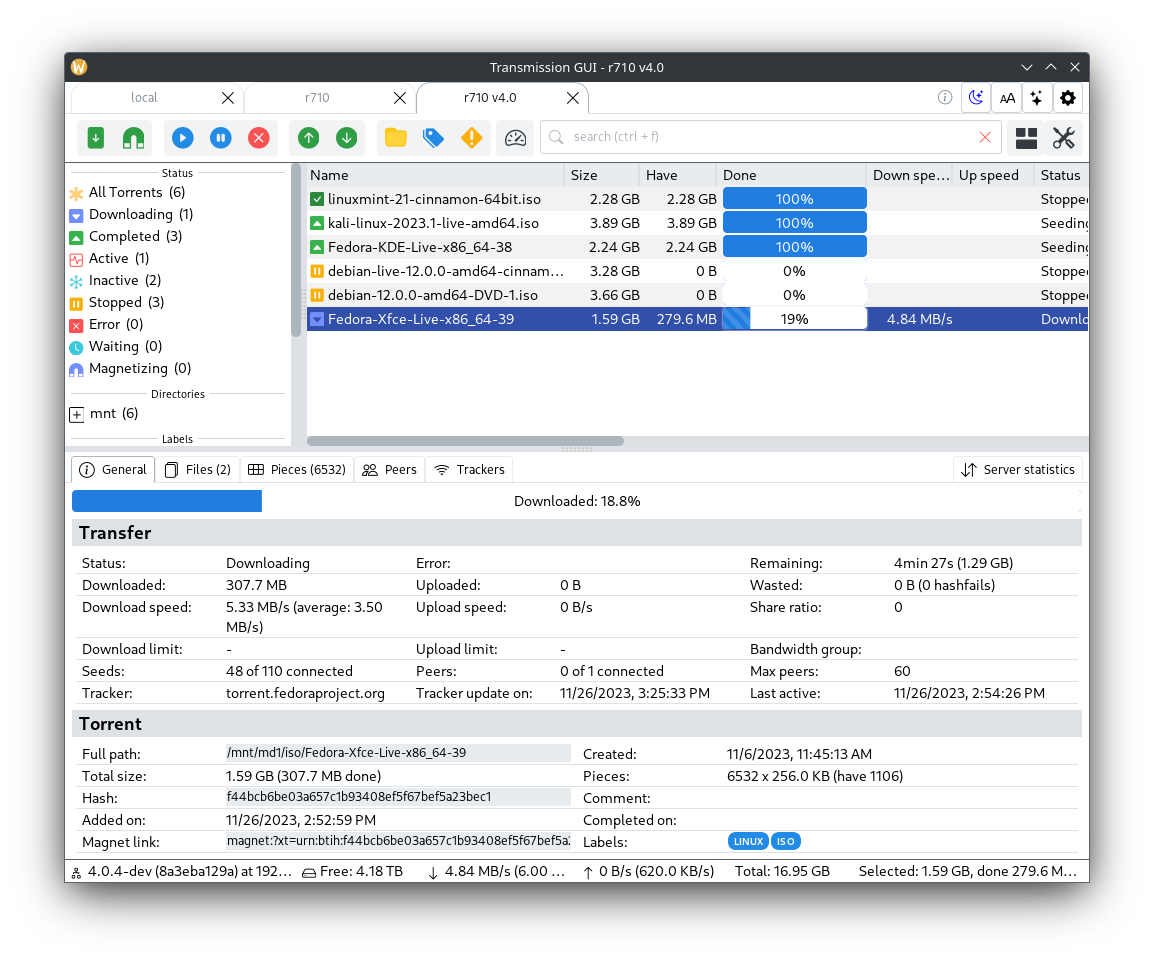 Transmission GUI - r710 v4.0
local r710 r710 v4.0 AA
search (ctrl + f)
Status
All Torrents (6)
Downloading (1)
Completed (3)
Active (1)
Inactive (2)
Stopped (3)
Error (0)
Waiting (0)
Magnetizing (0)
Directories
mnt (6)
Labels
Name Size Have Done Down spe... Up speed Status
linuxmint-21-cinnamon-64bit.iso 2.28 GB 2.28 GB 100% Stoppe
kali-linux-2023.1-live-amd64.iso 3.89 GB 3.89 GB 100% Seeding
Fedora-KDE-Live-x86_64-38 2.24 GB 2.24 GB 100% Seeding
debian-live-12.0.0-amd64-cinnam... 3.28 GB 0 B 0% Stoppe
debian-12.0.0-amd64-DVD-1.iso 3.66 GB 0 B 0% Stoppe
Fedora-Xfce-Live-x86_64-39 1.59 GB 279.6 MB 19% 4.84 MB/s Downlo
General Files (2) Pieces (6532) Peers Trackers Server statistics
Downloaded: 18.8%
Transfer
Status: Downloading Error: Remaining: 4min 27s (1.29 GB)
Downloaded: 307.7 MB Uploaded: 0 B Wasted: 0 B (0 hashfails)
Download speed: 5.33 MB/s (average: 3.50 Upload speed: 0 B/s Share ratio: 0
MB/s)
Download limit: - Upload limit: - Bandwidth group:
Seeds: 48 of 110 connected Peers: 0 of 1 connected Max peers: 60
Tracker: torrent.fedoraproject.org Tracker update on: 11/26/2023, 3:25:33 PM Last active: 11/26/2023, 2:54:26 PM
Torrent
Full path: /mnt/md1/iso/Fedora-Xfce-Live-x86_64-39 Created: 11/6/2023, 11:45:13 AM
Total size: 1.59 GB (307.7 MB done) Pieces: 6532 x 256.0 KB (have 1106)
Hash: f44bcb6be03a657c1b93408ef5f67bef5a23bec1 Comment:
Added on: 11/26/2023, 2:52:59 PM Completed on:
Magnet link: magnet:?xt=urn:btih:f44bcb6be03a657c1b93408ef5f67bef5a2 Labels: LINUX ISO
4.0.4-dev (8a3eba129a) at 192... Free: 4.18 TB 4.84 MB/s (6.00 ... 0 B/s (620.0 KB/s) Total: 16.95 GB Selected: 1.59 GB, done 279.6 M...